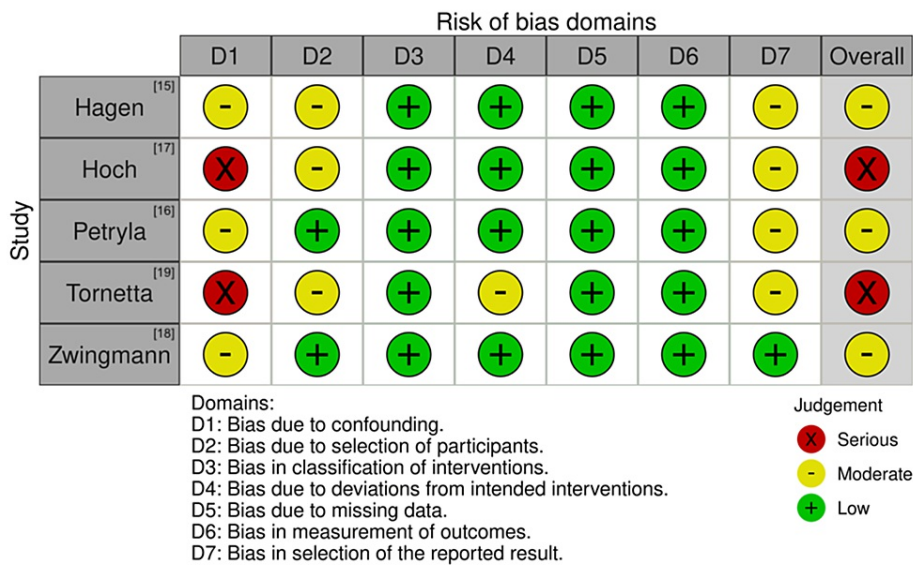 Risk of bias domains
D1 D2 D3 D4 D5 D6 D7 Overall
Study
Hagen [15] - - + + + + - -
Hoch [17] X - + + + + - X
Petryla [16] - + + + + + - -
Tornetta [19] X - + - + + - X
Zwingmann [18] - + + + + + + -
Domains:
D1: Bias due to confounding.
D2: Bias due to selection of participants.
D3: Bias in classification of interventions.
D4: Bias due to deviations from intended interventions.
D5: Bias due to missing data.
D6: Bias in measurement of outcomes.
D7: Bias in selection of the reported result.
Judgement
X Serious
- Moderate
+ Low